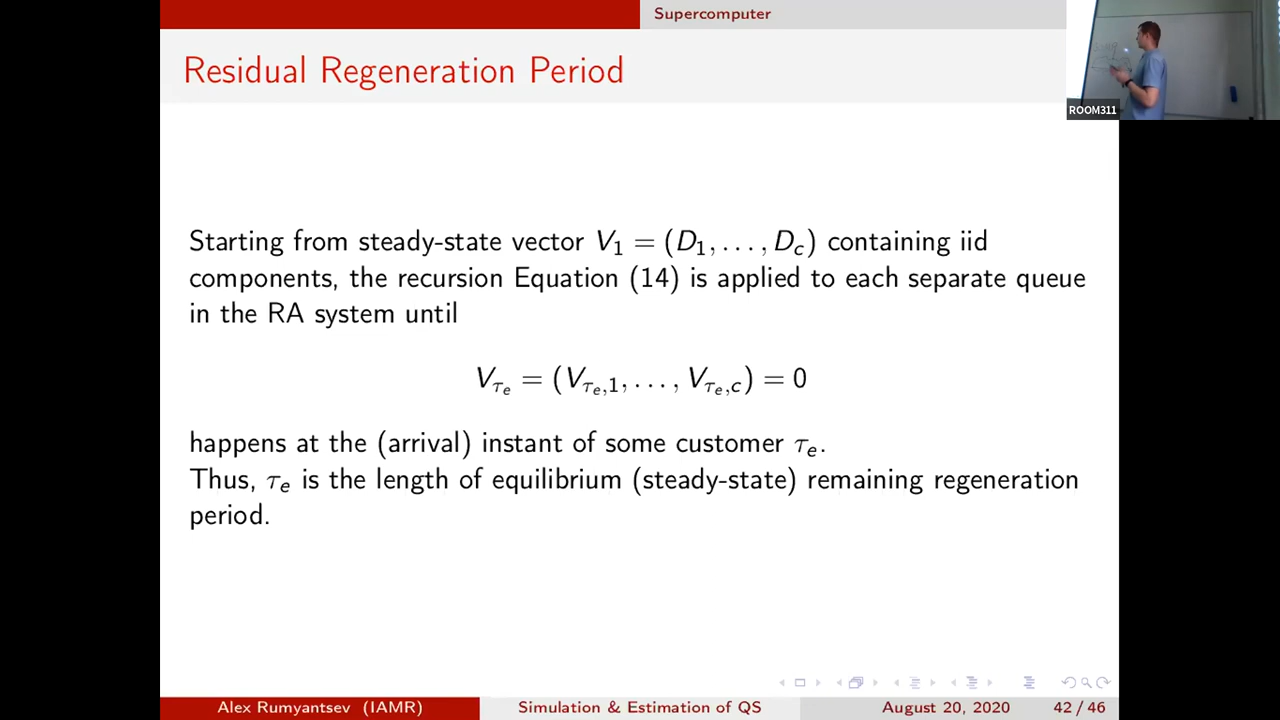 Supercomputer
Residual Regeneration Period
ROOM311
Starting from steady-state vector V₁ = (D₁, . . . , D_c) containing iid
components, the recursion Equation (14) is applied to each separate queue
in the RA system until
V_{τ_e} = (V_{τ_e,1}, . . . , V_{τ_e,c}) = 0
happens at the (arrival) instant of some customer τ_e.
Thus, τ_e is the length of equilibrium (steady-state) remaining regeneration
period.
Alex Rumyantsev (IAMR) Simulation & Estimation of QS August 20, 2020 42 / 46